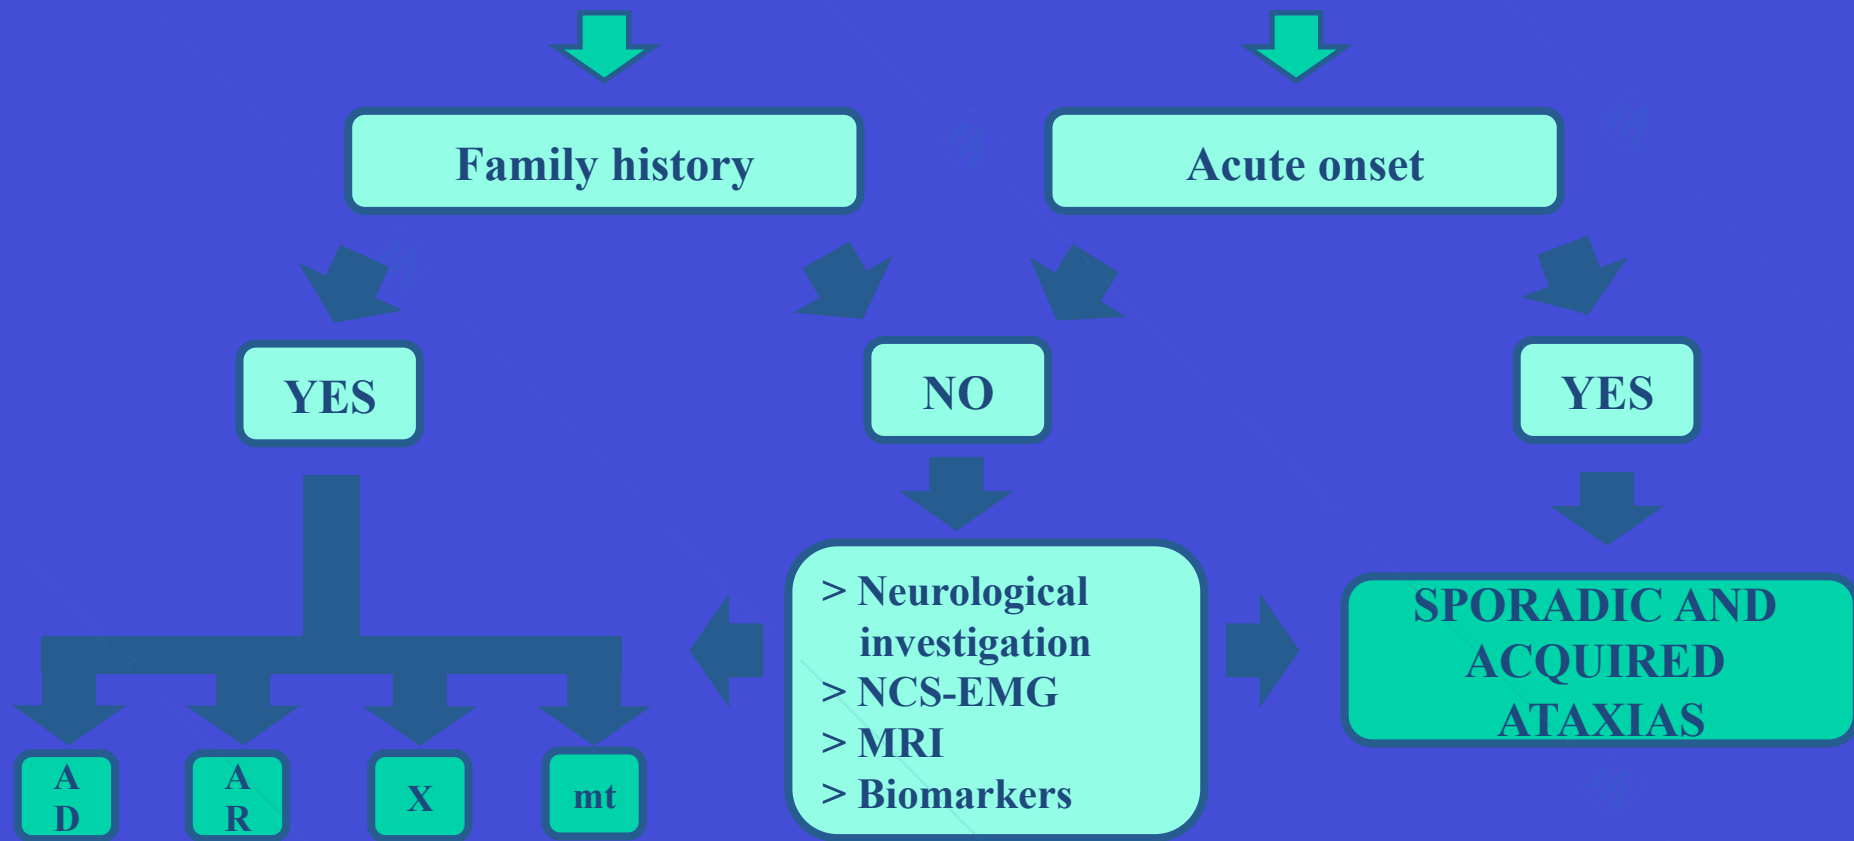 Family history
Acute onset
YES
NO
YES
> Neurological
investigation
> NCS-EMG
> MRI
> Biomarkers
SPORADIC AND
ACQUIRED
ATAXIAS
A
D
A
R
X
mt